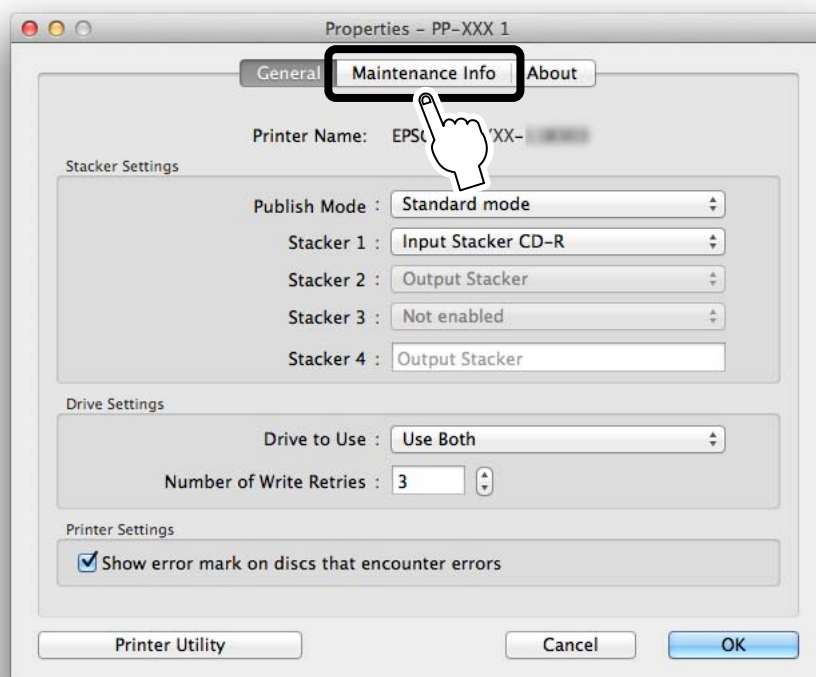 Properties – PP-XXX 1
General Maintenance Info About
Printer Name: EPSO XX-
Stacker Settings
Publish Mode : Standard mode
Stacker 1 : Input Stacker CD-R
Stacker 2 : Output Stacker
Stacker 3 : Not enabled
Stacker 4 : Output Stacker
Drive Settings
Drive to Use : Use Both
Number of Write Retries : 3
Printer Settings
Show error mark on discs that encounter errors
Printer Utility Cancel OK